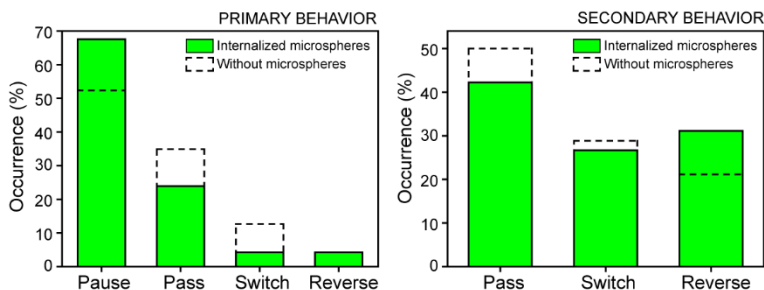 PRIMARY BEHAVIOR
Occurrence (%)
70
60
50
40
30
20
10
0
Internalized microspheres
Without microspheres
Pause Pass Switch Reverse
SECONDARY BEHAVIOR
Occurrence (%)
50
40
30
20
10
0
Internalized microspheres
Without microspheres
Pass Switch Reverse